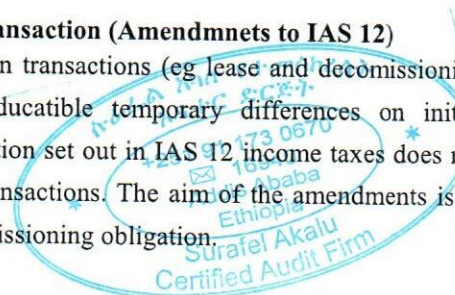 ansaction (Amendmnets to IAS 12)
n transactions (eg lease and decomissioni
ducatible temporary differences on init
tion set out in IAS 12 income taxes does
nsactions. The aim of the amendments is
issioning obligation.
173 0670
Addis Ababa
Ethiopia
Surafel Akalu
Certified Audit Firm